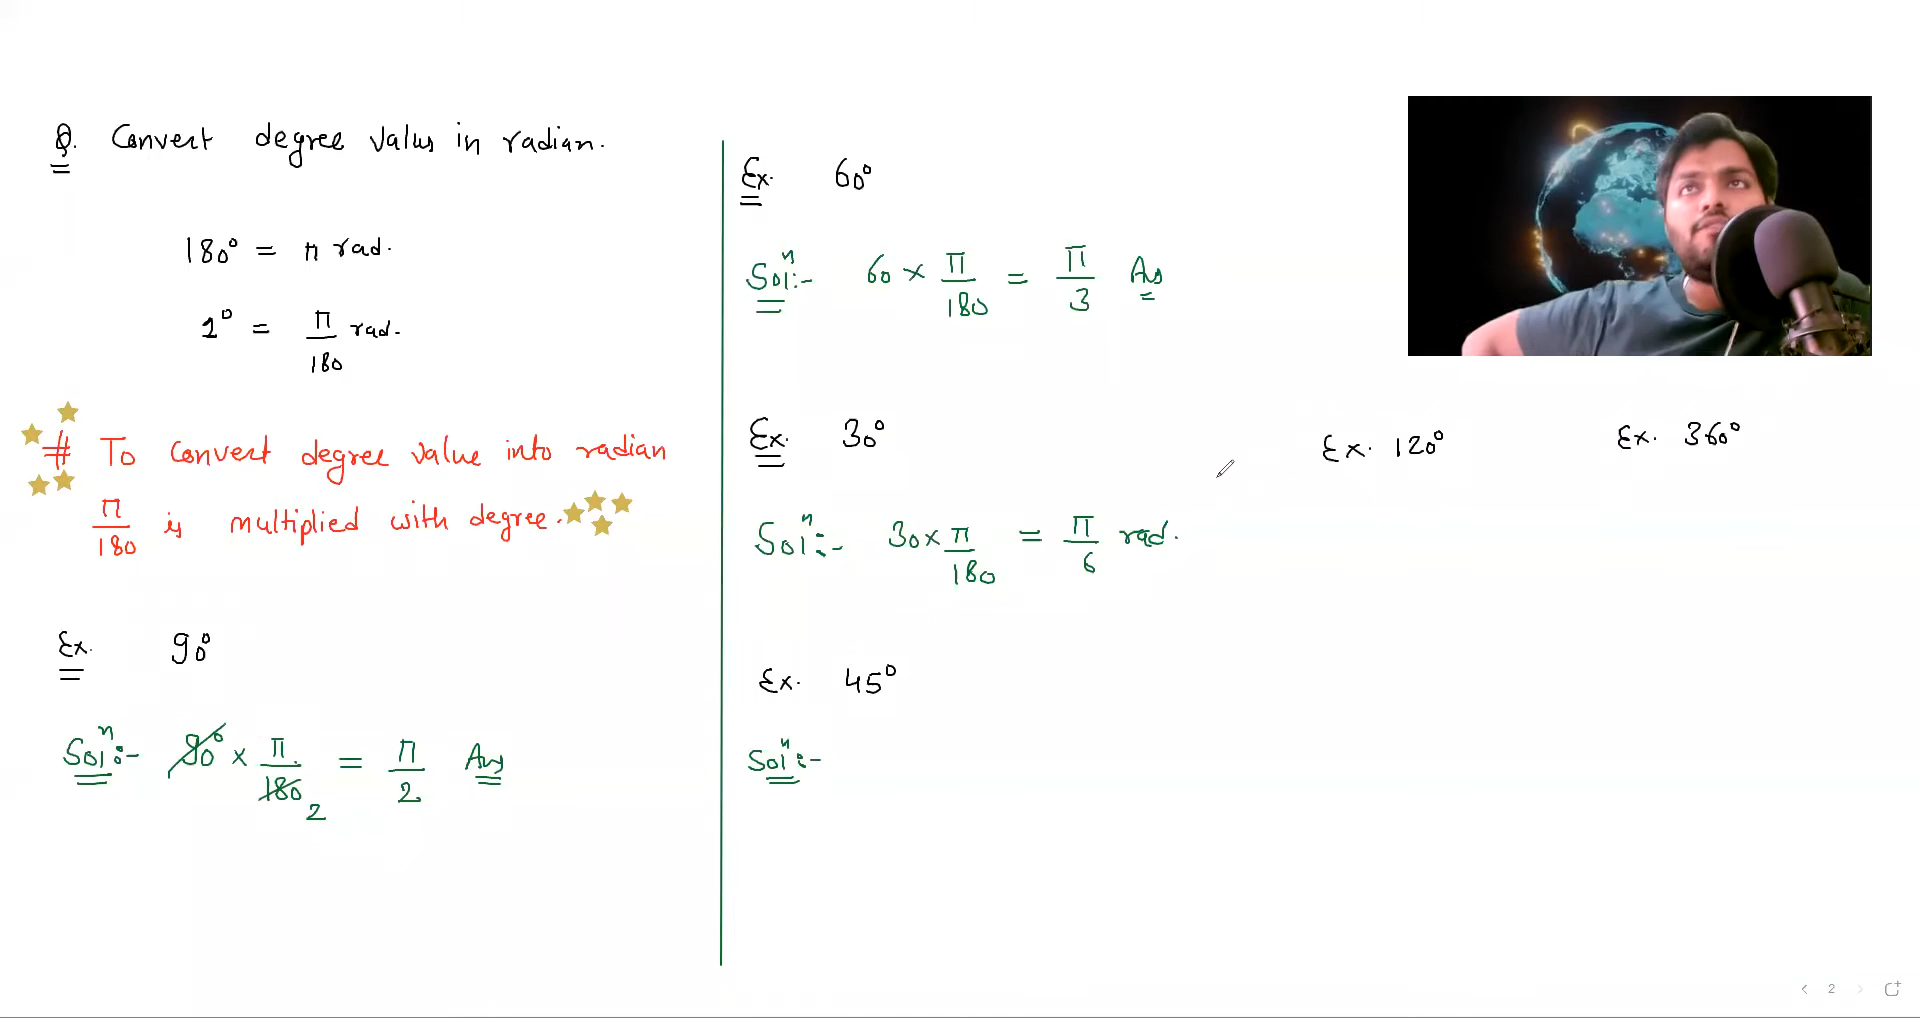 Q. Convert degree value in radian.
180° = π rad.
1° = π/180 rad.
# To convert degree value into radian
π/180 is multiplied with degree.
Ex. 90°
Solⁿ:- 90° × π/180 2 = π/2 Ans
Ex. 60°
Solⁿ:- 60 × π/180 = π/3 Ans
Ex. 30°
Solⁿ:- 30 × π/180 = π/6 rad.
Ex. 45°
Solⁿ:-
Ex. 120°
Ex. 360°
2